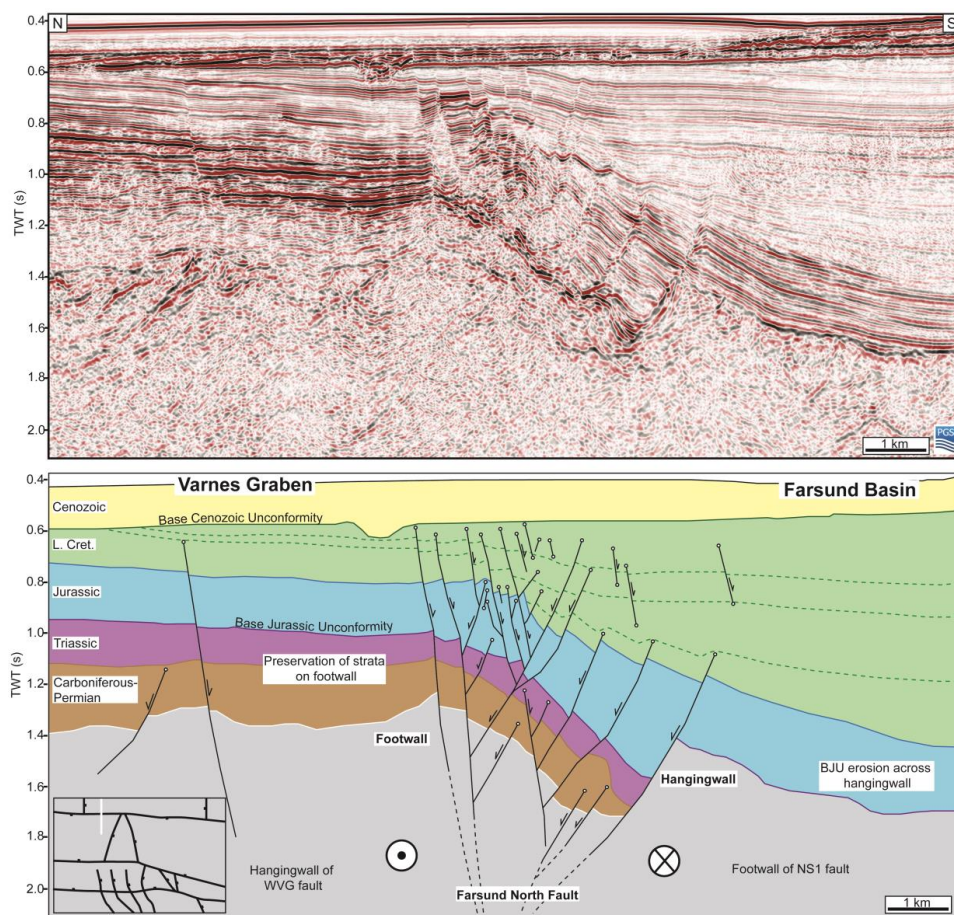 N
S
0.4
0.6
0.8
1.0
1.2
1.4
1.6
1.8
2.0
TWT (s)
1 km
PGS
0.4
0.6
0.8
1.0
1.2
1.4
1.6
1.8
2.0
TWT (s)
Varnes Graben
Farsund Basin
Cenozoic
Base Cenozoic Unconformity
L. Cret.
Jurassic
Base Jurassic Unconformity
Triassic
Preservation of strata
on footwall
Carboniferous-
Permian
Footwall
Hangingwall
BJU erosion across
hangingwall
Hangingwall of
WVG fault
Footwall of NS1 fault
Farsund North Fault
1 km